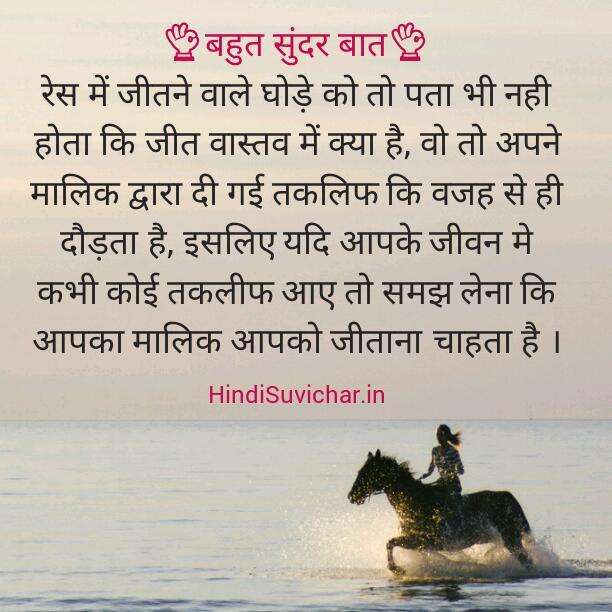 👌बहुत सुंदर बात👌
रेस में जीतने वाले घोड़े को तो पता भी नही
होता कि जीत वास्तव में क्या है, वो तो अपने
मालिक द्वारा दी गई तकलिफ कि वजह से ही
दौड़ता है, इसलिए यदि आपके जीवन मे
कभी कोई तकलीफ आए तो समझ लेना कि
आपका मालिक आपको जीताना चाहता है ।
HindiSuvichar.in